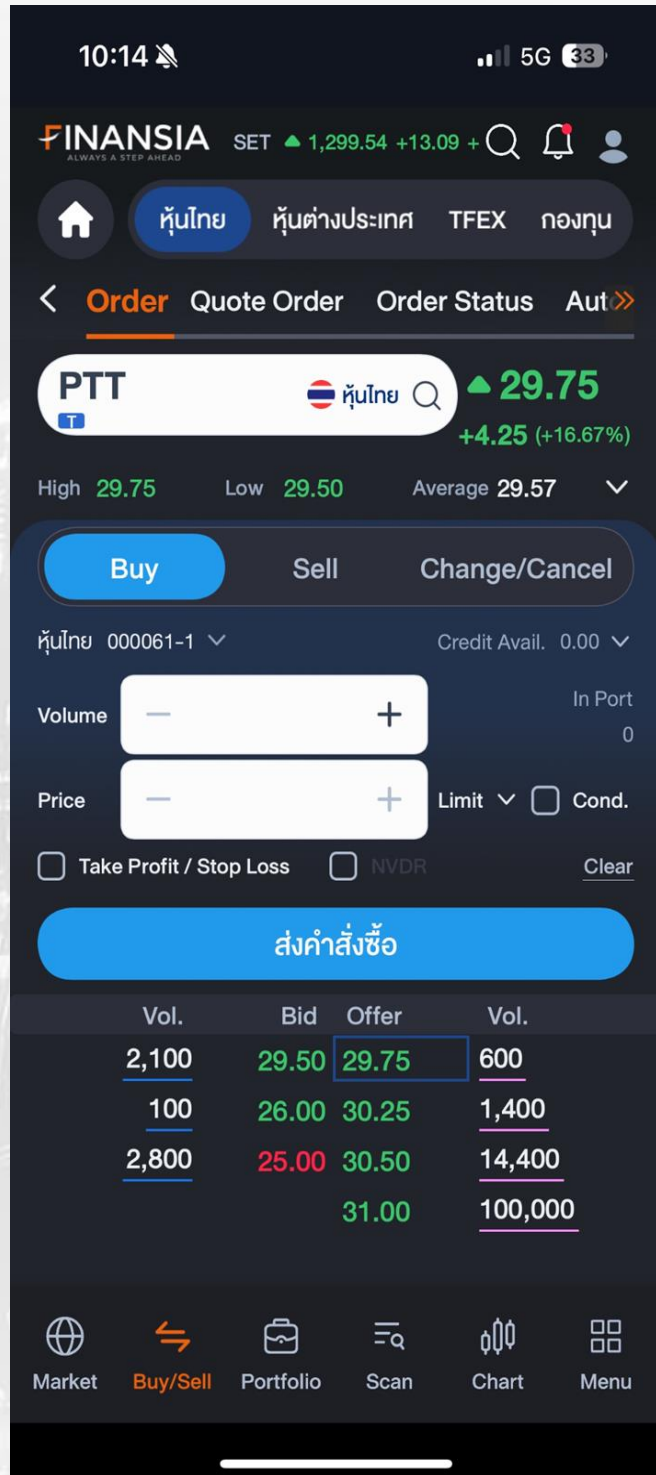 10:14 5G 33
FINANSIA SET ▲ 1,299.54 +13.09 +
ALWAYS A STEP AHEAD
หุ้นไทย หุ้นต่างประเทศ TFEX กองทุน
Order Quote Order Order Status Aut
PTT หุ้นไทย ▲ 29.75
T +4.25 (+16.67%)
High 29.75 Low 29.50 Average 29.57
Buy Sell Change/Cancel
หุ้นไทย 000061-1 Credit Avail. 0.00
Volume − + In Port
0
Price − + Limit Cond.
Take Profit / Stop Loss NVDR Clear
ส่งคำสั่งซื้อ
Vol. Bid Offer Vol.
2,100 29.50 29.75 600
100 26.00 30.25 1,400
2,800 25.00 30.50 14,400
31.00 100,000
Market Buy/Sell Portfolio Scan Chart Menu